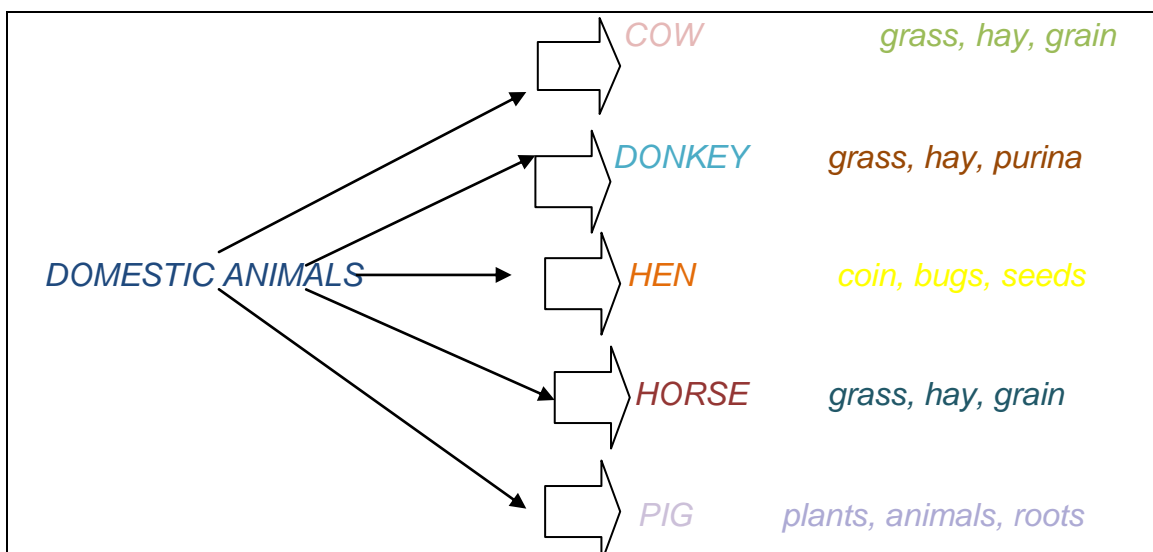 COW grass, hay, grain
DONKEY grass, hay, purina
DOMESTIC ANIMALS HEN coin, bugs, seeds
HORSE grass, hay, grain
PIG plants, animals, roots